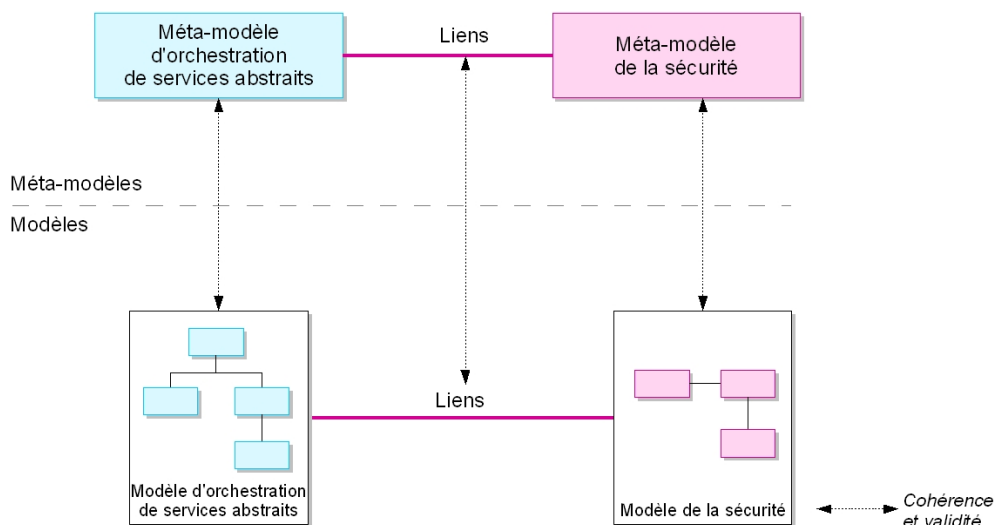 Méta-modèle
d'orchestration
de services abstraits
Liens
Méta-modèle
de la sécurité
Méta-modèles
Modèles
Liens
Modèle d'orchestration
de services abstraits
Modèle de la sécurité
Cohérence
et validité